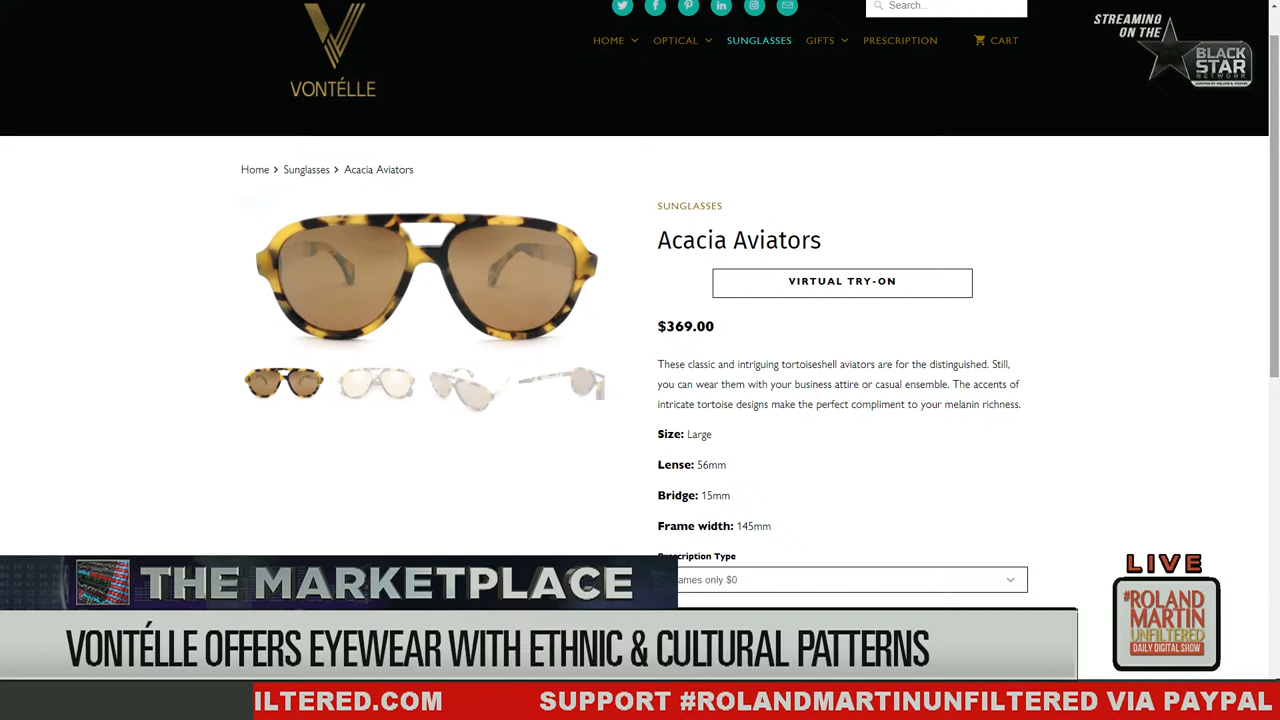 STREAMING
ON THE
BLACK
STAR
NETWORK
Search...
HOME
OPTICAL
SUNGLASSES
GIFTS
PRESCRIPTION
CART
VONTÉLLE
Home > Sunglasses > Acacia Aviators
SUNGLASSES
Acacia Aviators
VIRTUAL TRY-ON
$369.00
These classic and intriguing tortoiseshell aviators are for the distinguished. Still,
you can wear them with your business attire or casual ensemble. The accents of
intricate tortoise designs make the perfect compliment to your melanin richness.
Size: Large
Lense: 56mm
Bridge: 15mm
Frame width: 145mm
Prescription Type
ames only $0
THE MARKETPLACE
VONTÉLLE OFFERS EYEWEAR WITH ETHNIC & CULTURAL PATTERNS
LIVE
#ROLAND
MARTIN
UNFILTERED
DAILY DIGITAL SHOW
ILTERED.COM
SUPPORT #ROLANDMARTINUNFILTERED VIA PAYPAL